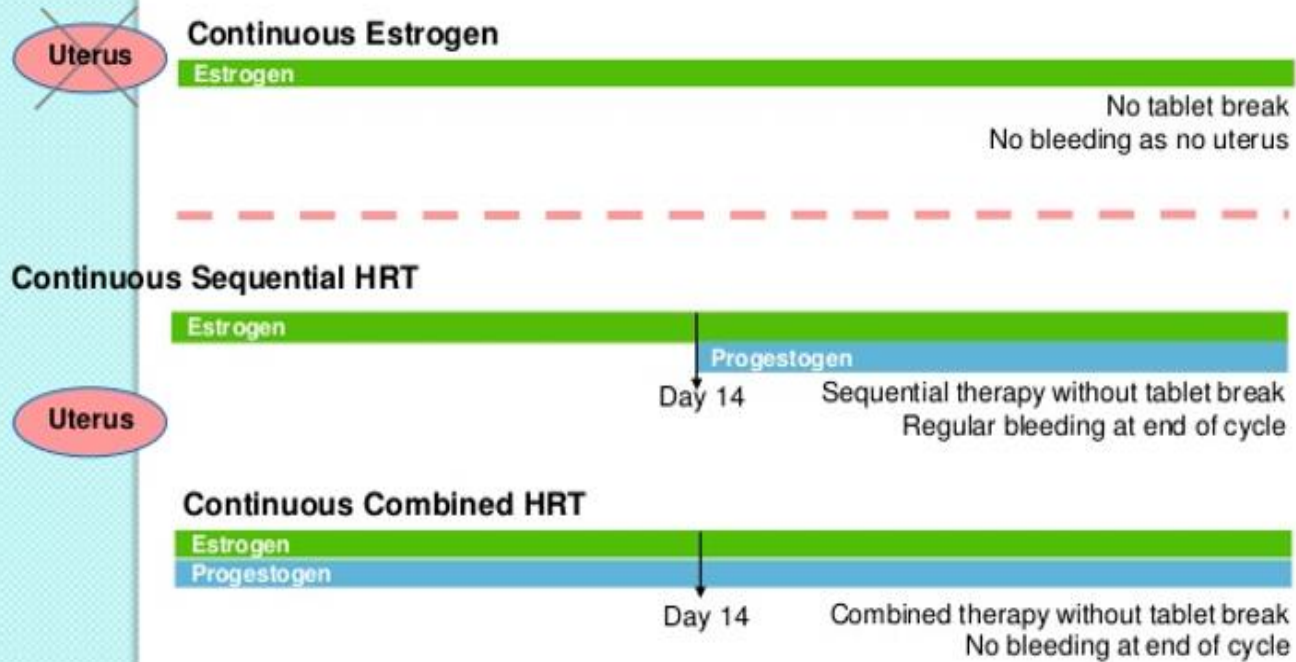 Uterus
Continuous Estrogen
Estrogen
No tablet break
No bleeding as no uterus
Continuous Sequential HRT
Estrogen
Progestogen
Day 14
Sequential therapy without tablet break
Regular bleeding at end of cycle
Uterus
Continuous Combined HRT
Estrogen
Progestogen
Day 14
Combined therapy without tablet break
No bleeding at end of cycle